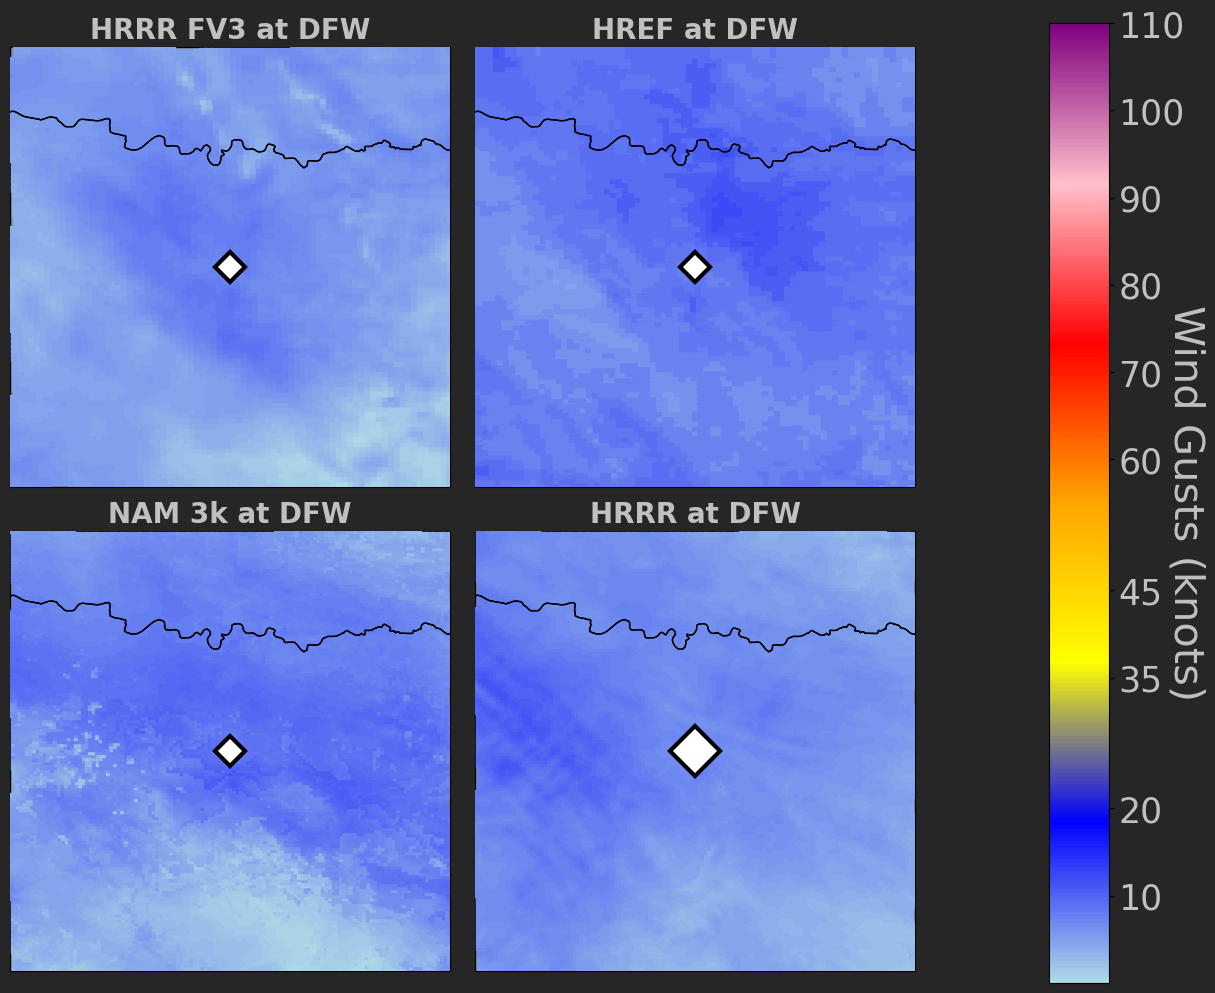 HRRR FV3 at DFW
HREF at DFW
NAM 3k at DFW
HRRR at DFW
110
100
90
80
70
60
45
35
20
10
Wind Gusts (knots)